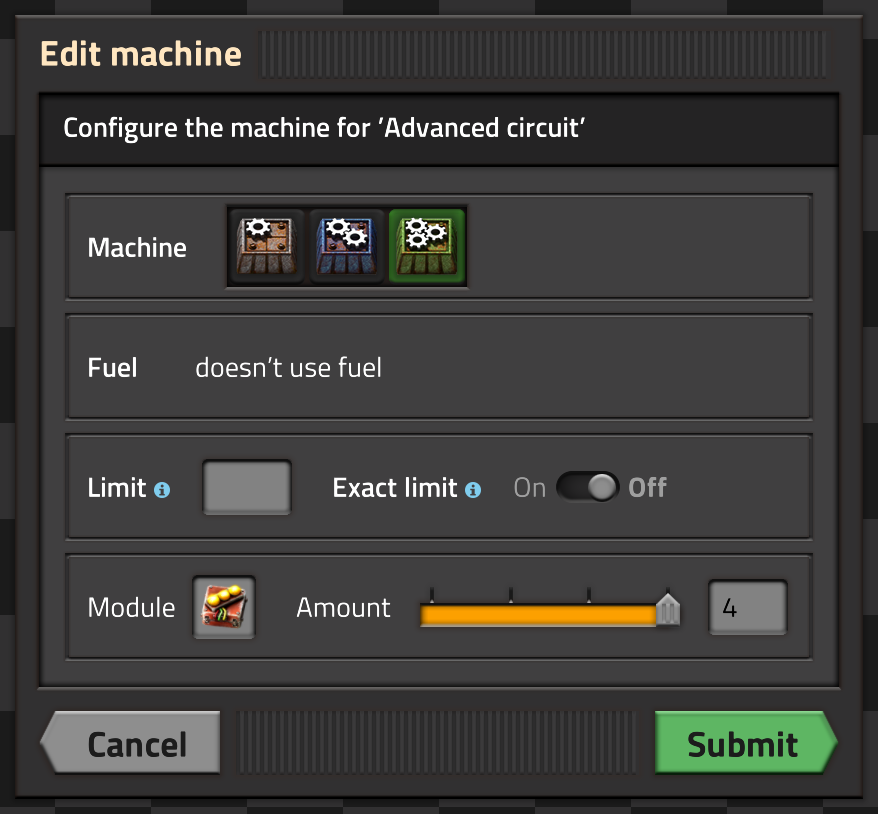 Edit machine
Configure the machine for 'Advanced circuit'
Machine
Fuel doesn't use fuel
Limit Exact limit On Off
Module Amount 4
Cancel Submit